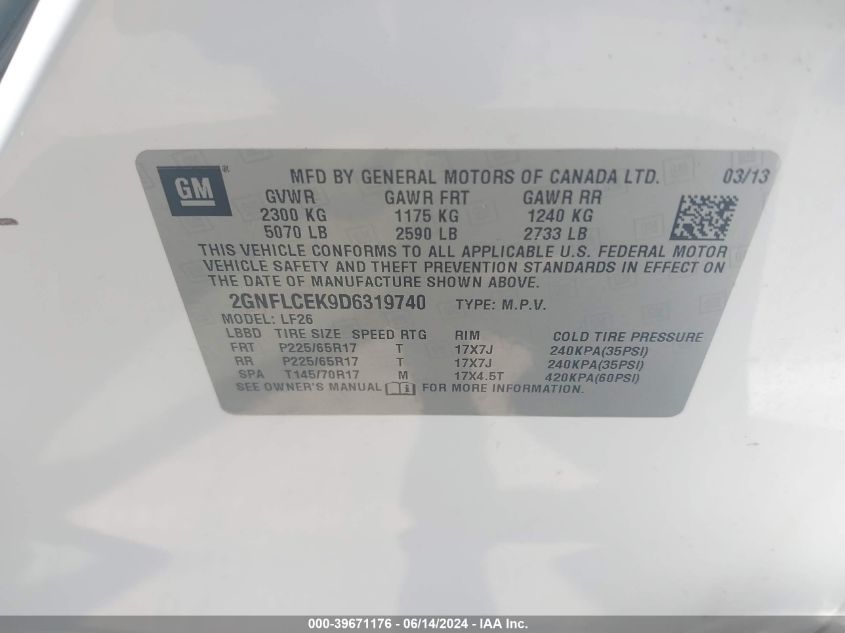 GM
MFD BY GENERAL MOTORS OF CANADA LTD. 03/13
GVWR GAWR FRT GAWR RR
2300 KG 1175 KG 1240 KG
5070 LB 2590 LB 2733 LB
THIS VEHICLE CONFORMS TO ALL APPLICABLE U.S. FEDERAL MOTOR
VEHICLE SAFETY AND THEFT PREVENTION STANDARDS IN EFFECT ON
THE DATE OF MANUFACTURE SHOWN ABOVE.
2GNFLCEK9D6319740 TYPE: M.P.V.
MODEL: LF26
LBBD TIRE SIZE SPEED RTG RIM COLD TIRE PRESSURE
FRT P225/65R17 T 17X7J 240KPA(35PSI)
RR P225/65R17 T 17X7J 240KPA(35PSI)
SPA T145/70R17 M 17X4.5T 420KPA(60PSI)
SEE OWNER'S MANUAL FOR MORE INFORMATION.
000-39671176 - 06/14/2024 - IAA Inc.